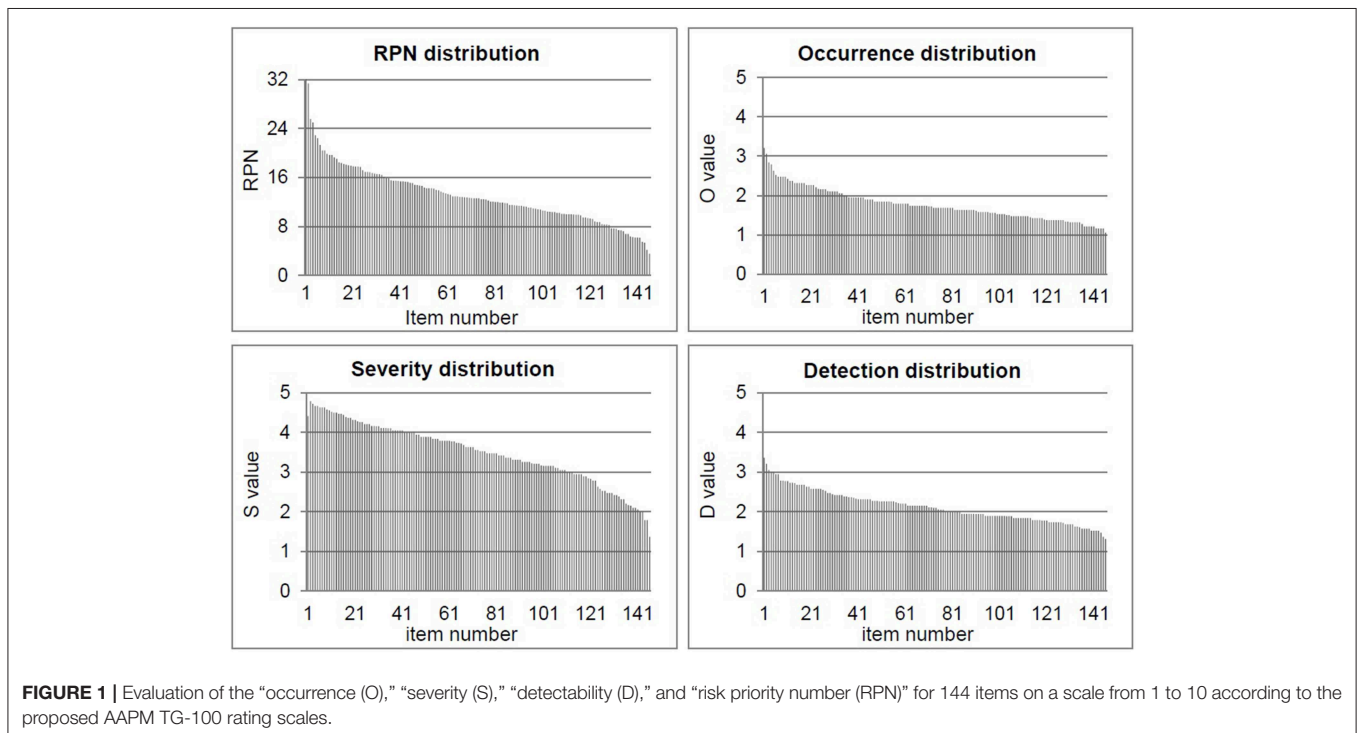 RPN distribution
32
24
16
8
0
RPN
1 21 41 61 81 101 121 141
Item number
Occurrence distribution
5
4
3
2
1
0
O value
1 21 41 61 81 101 121 141
item number
Severity distribution
5
4
3
2
1
0
S value
1 21 41 61 81 101 121 141
item number
Detection distribution
5
4
3
2
1
0
D value
1 21 41 61 81 101 121 141
item number
FIGURE 1 | Evaluation of the “occurrence (O),” “severity (S),” “detectability (D),” and “risk priority number (RPN)” for 144 items on a scale from 1 to 10 according to the
proposed AAPM TG-100 rating scales.